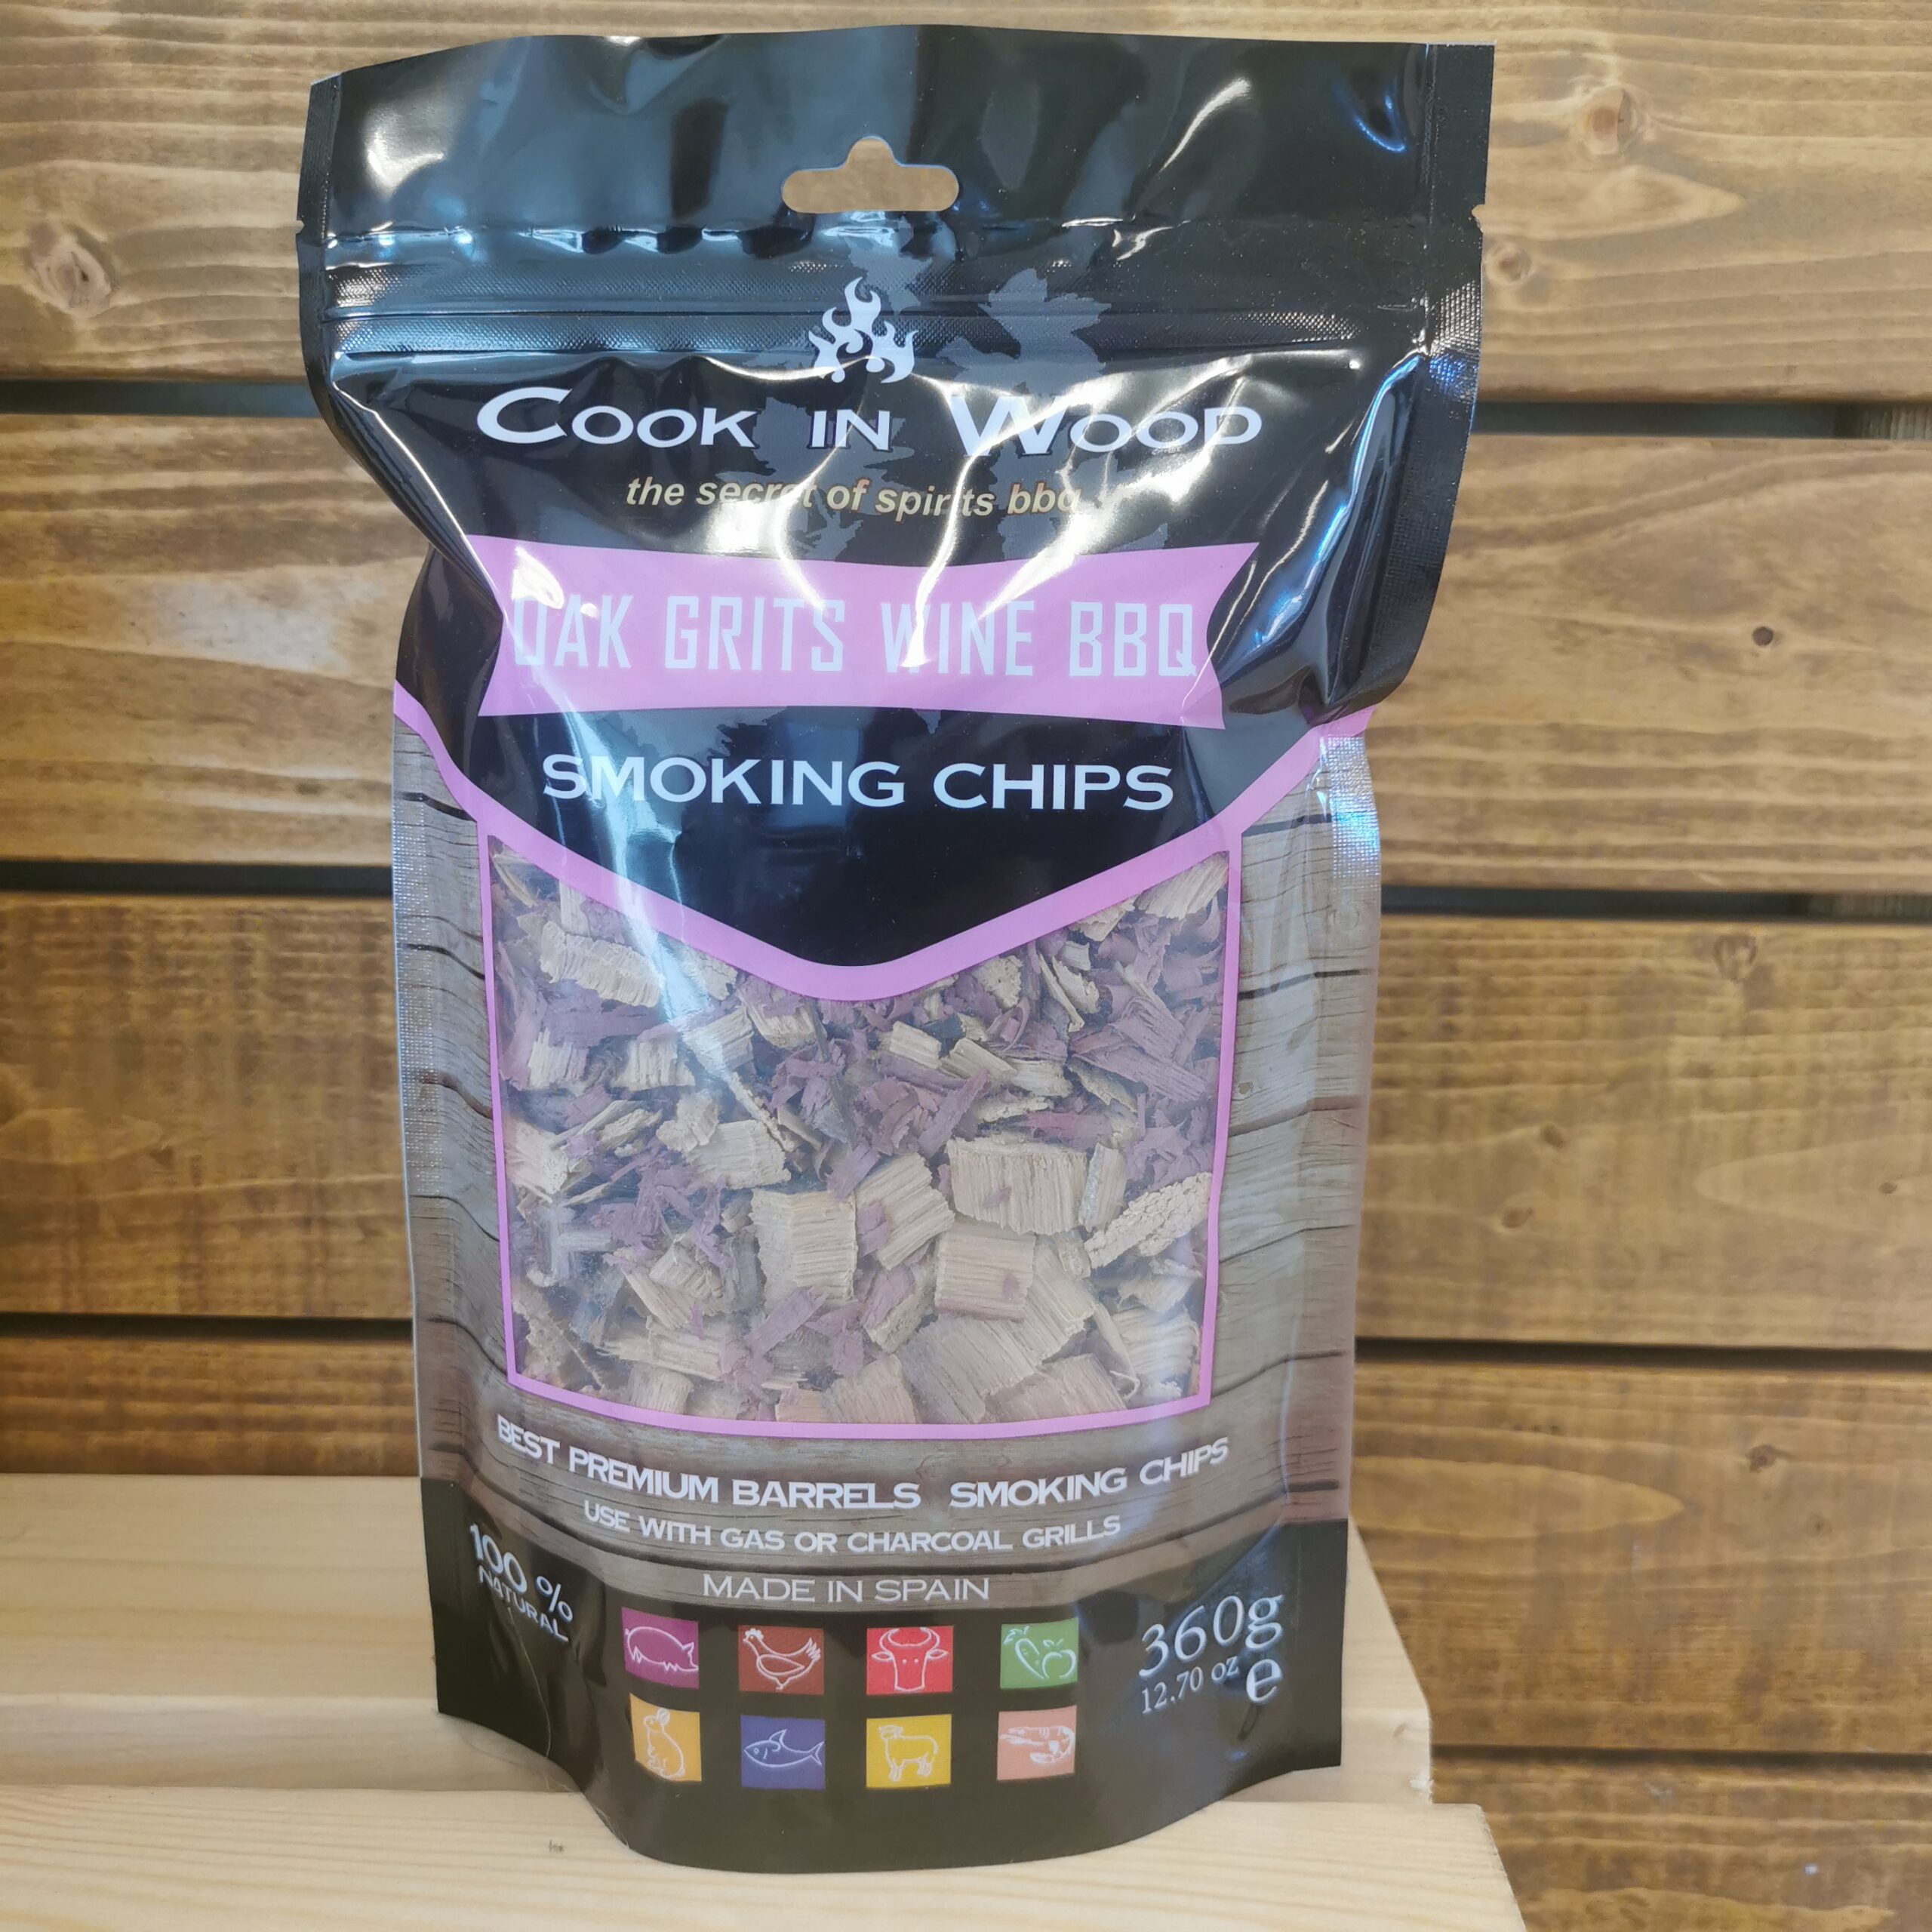 COOK IN WOOD
the secret of spirits bbq
OAK GRITS WINE BBQ
SMOKING CHIPS
BEST PREMIUM BARRELS SMOKING CHIPS
USE WITH GAS OR CHARCOAL GRILLS
MADE IN SPAIN
100 %
NATURAL
360g
12.70 oz e